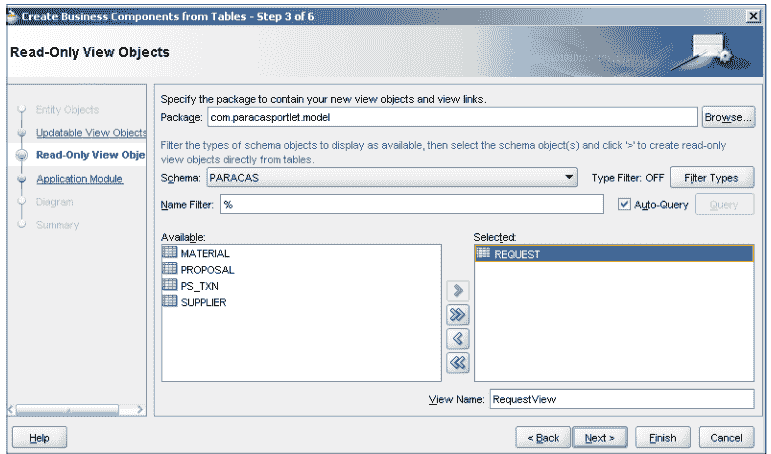 Create Business Components from Tables - Step 3 of 6
Read-Only View Objects
Entity Objects
Updatable View Objects
Read-Only View Obje
Application Module
Diagram
Summary
Specify the package to contain your new view objects and view links.
Package: com.paracasportlet.model Browse...
Filter the types of schema objects to display as available, then select the schema object(s) and click '>' to create read-only
view objects directly from tables.
Schema: PARACAS Type Filter: OFF Filter Types
Name Filter: % Auto-Query Query
Available: Selected:
MATERIAL REQUEST
PROPOSAL
PS_TXN
SUPPLIER
View Name: RequestView
Help < Back Next > Finish Cancel